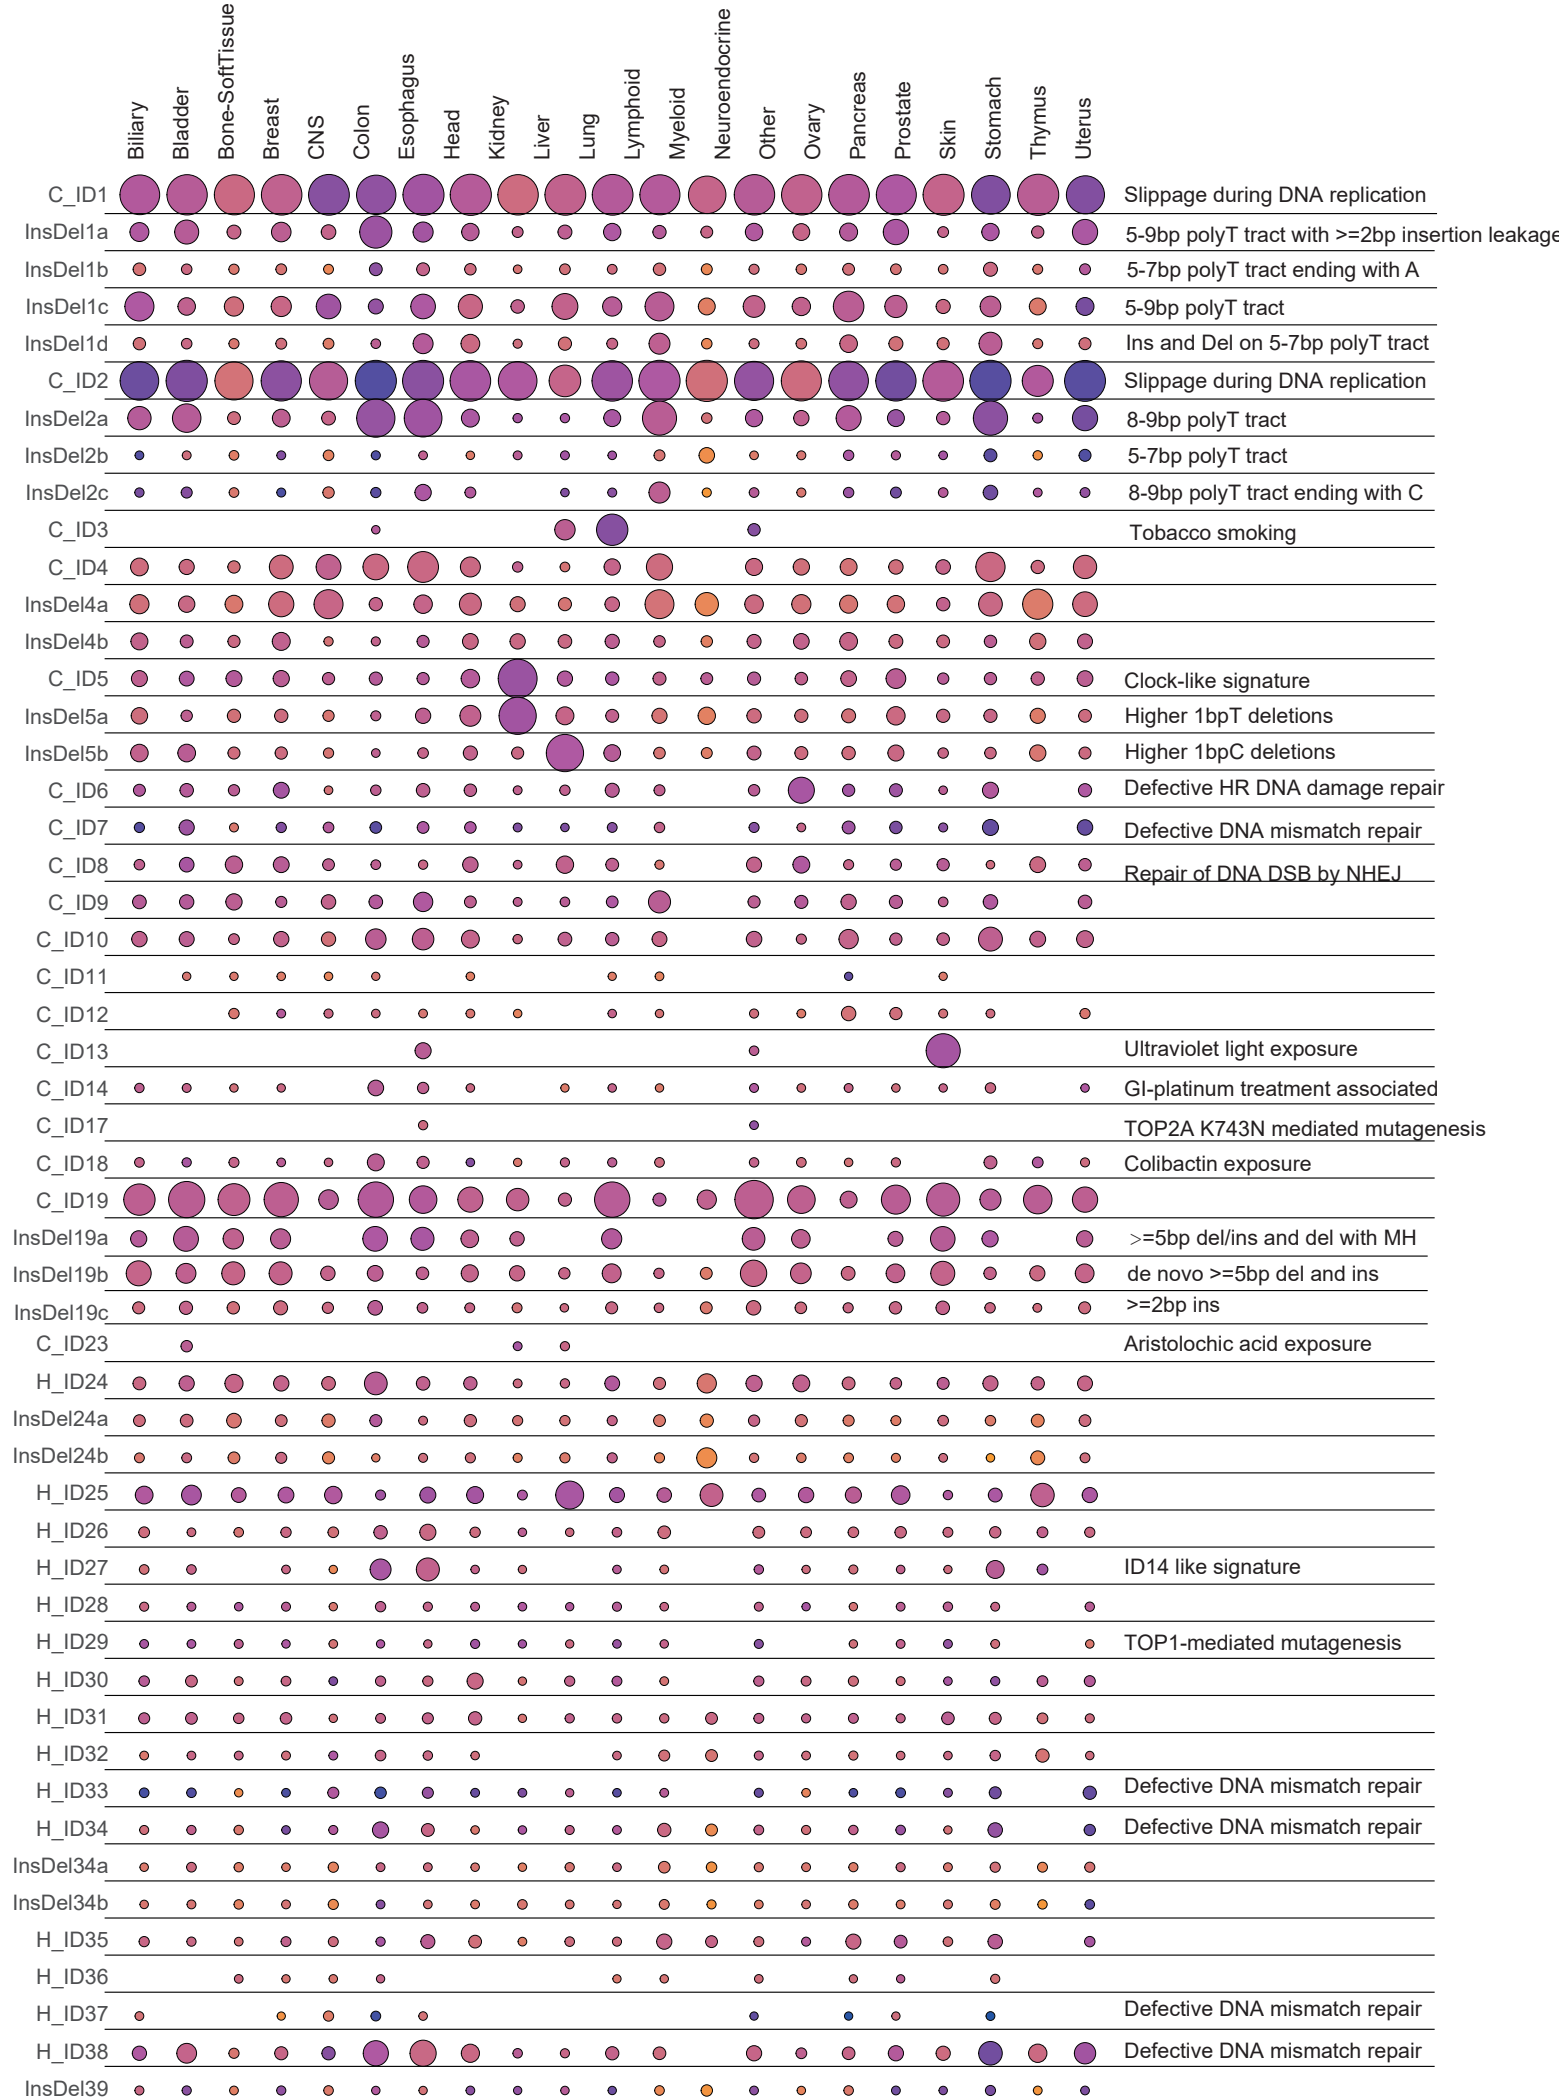 Biliary
Bladder
Bone-SoftTissue
Breast
CNS
Colon
Esophagus
Head
Kidney
Liver
Lung
Lymphoid
Myeloid
Neuroendocrine
Other
Ovary
Pancreas
Prostate
Skin
Stomach
Thymus
Uterus
C_ID1 Slippage during DNA replication
InsDel1a 5-9bp polyT tract with >=2bp insertion leakage
InsDel1b 5-7bp polyT tract ending with A
InsDel1c 5-9bp polyT tract
InsDel1d Ins and Del on 5-7bp polyT tract
C_ID2 Slippage during DNA replication
InsDel2a 8-9bp polyT tract
InsDel2b 5-7bp polyT tract
InsDel2c 8-9bp polyT tract ending with C
C_ID3 Tobacco smoking
C_ID4
InsDel4a
InsDel4b
C_ID5 Clock-like signature
InsDel5a Higher 1bpT deletions
InsDel5b Higher 1bpC deletions
C_ID6 Defective HR DNA damage repair
C_ID7 Defective DNA mismatch repair
C_ID8 Repair of DNA DSB by NHEJ
C_ID9
C_ID10
C_ID11
C_ID12
C_ID13 Ultraviolet light exposure
C_ID14 GI-platinum treatment associated
C_ID17 TOP2A K743N mediated mutagenesis
C_ID18 Colibactin exposure
C_ID19
InsDel19a >=5bp del/ins and del with MH
InsDel19b de novo >=5bp del and ins
InsDel19c >=2bp ins
C_ID23 Aristolochic acid exposure
H_ID24
InsDel24a
InsDel24b
H_ID25
H_ID26
H_ID27 ID14 like signature
H_ID28
H_ID29 TOP1-mediated mutagenesis
H_ID30
H_ID31
H_ID32
H_ID33 Defective DNA mismatch repair
H_ID34 Defective DNA mismatch repair
InsDel34a
InsDel34b
H_ID35
H_ID36
H_ID37 Defective DNA mismatch repair
H_ID38 Defective DNA mismatch repair
InsDel39